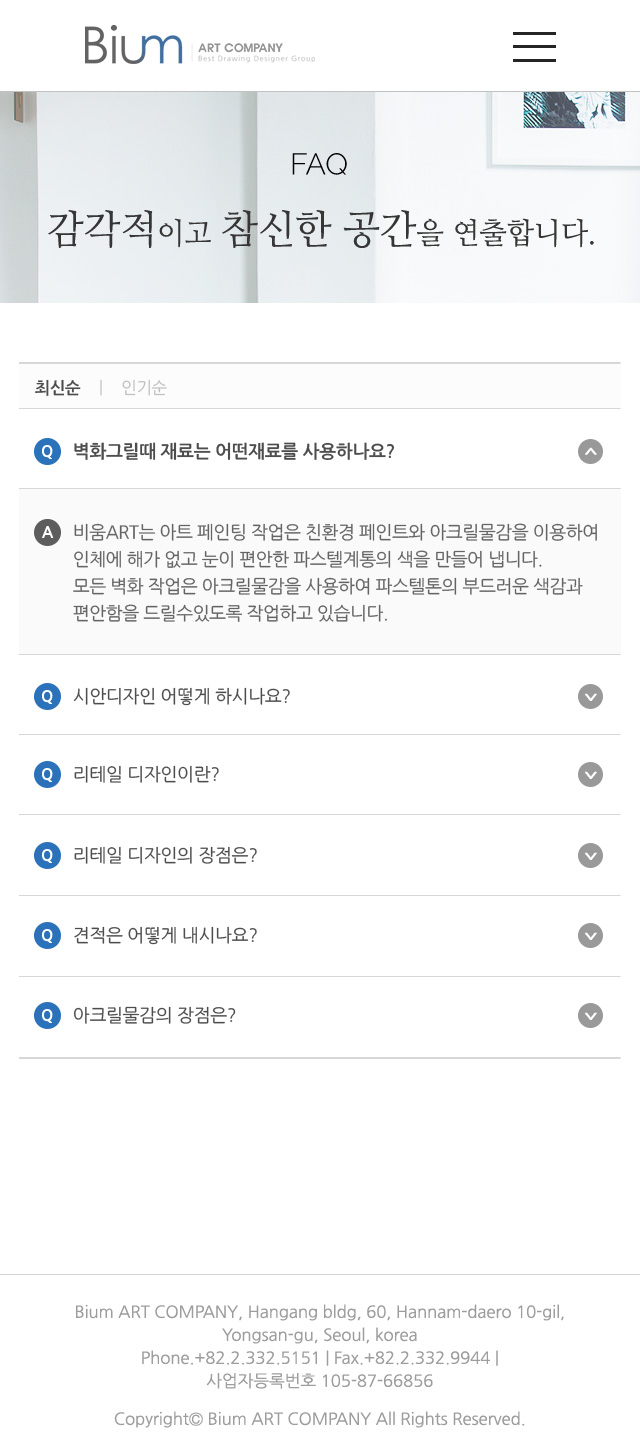 Bium ART COMPANY
Best Drawing Designer Group
FAQ
감각적이고 참신한 공간을 연출합니다.
최신순 | 인기순
Q 벽화그릴때 재료는 어떤재료를 사용하나요?
A 비움ART는 아트 페인팅 작업은 친환경 페인트와 아크릴물감을 이용하여
인체에 해가 없고 눈이 편안한 파스텔계통의 색을 만들어 냅니다.
모든 벽화 작업은 아크릴물감을 사용하여 파스텔톤의 부드러운 색감과
편안함을 드릴수있도록 작업하고 있습니다.
Q 시안디자인 어떻게 하시나요?
Q 리테일 디자인이란?
Q 리테일 디자인의 장점은?
Q 견적은 어떻게 내시나요?
Q 아크릴물감의 장점은?
Bium ART COMPANY, Hangang bldg, 60, Hannam-daero 10-gil,
Yongsan-gu, Seoul, korea
Phone.+82.2.332.5151 | Fax.+82.2.332.9944 |
사업자등록번호 105-87-66856
Copyright© Bium ART COMPANY All Rights Reserved.